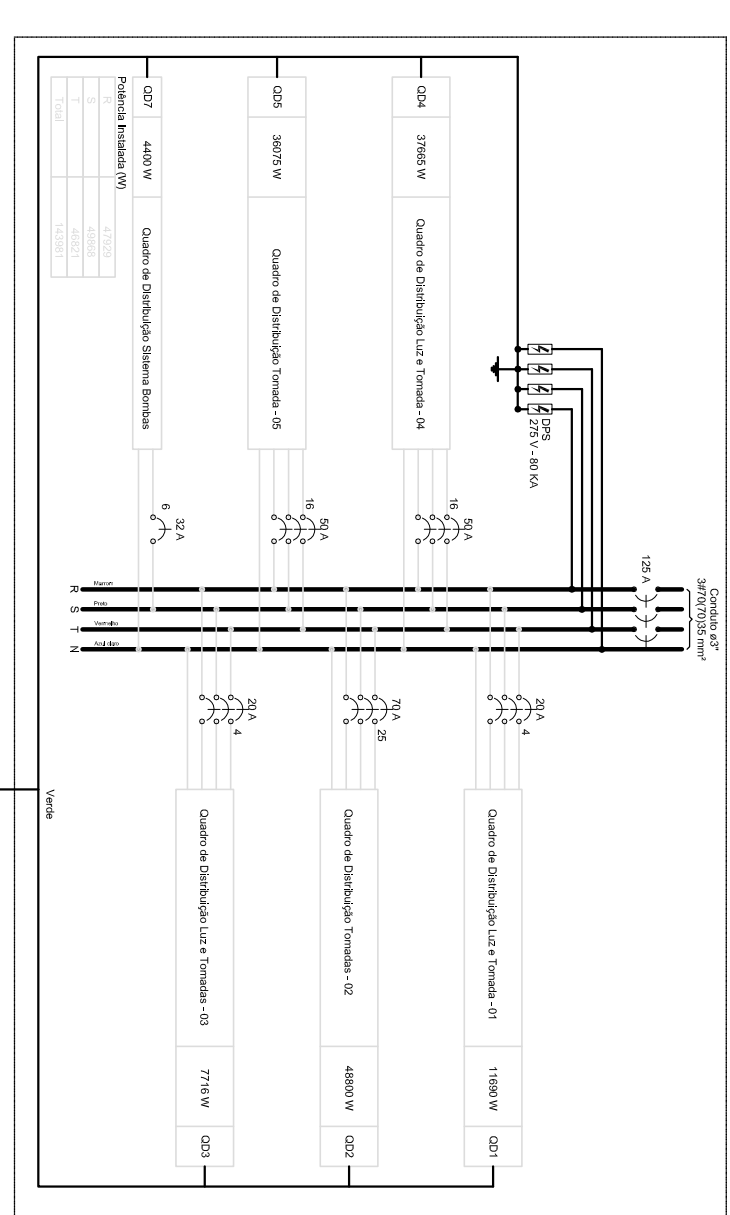 Conduto ø3"
3#70(70)35 mm²
125 A
DPS
275 V - 80 KA
QD4
37665 W
Quadro de Distribuição Luz e Tomada - 04
16
50 A
20 A
4
Quadro de Distribuição Luz e Tomada - 01
11690 W
QD1
QD5
36075 W
Quadro de Distribuição Tomada - 05
16
50 A
70 A
25
Quadro de Distribuição Tomadas - 02
48800 W
QD2
QD7
4400 W
Quadro de Distribuição Sistema Bombas
6
32 A
20 A
4
Quadro de Distribuição Luz e Tomadas - 03
7716 W
QD3
Potência Instalada (W)
R 47929
S 49868
T 46821
Total 143981
R Marrom
S Preto
T Vermelho
N Azul claro
Verde